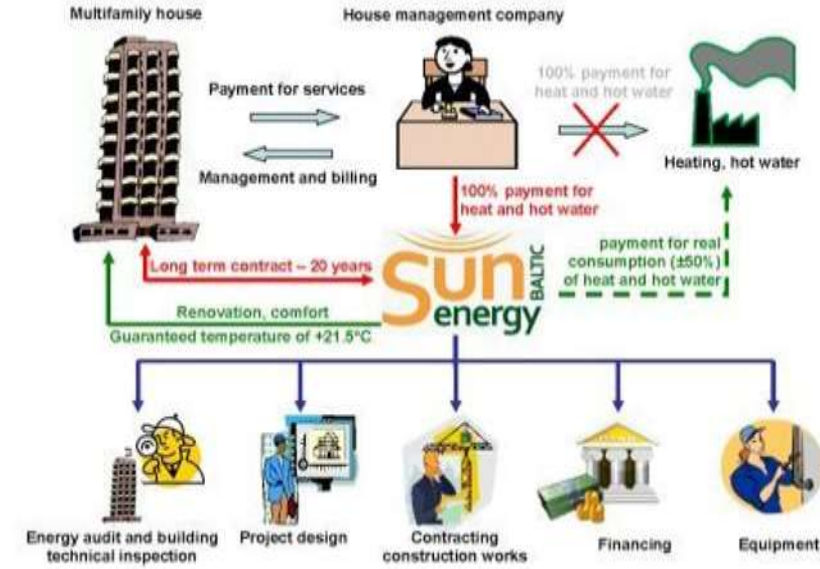 Multifamily house
House management company
Payment for services
100% payment for
heat and hot water
Management and billing
Heating, hot water
100% payment for
heat and hot water
payment for real
consumption (±50%)
of heat and hot water
Long term contract – 20 years
Sun
BALTIC
energy
Renovation, comfort
Guaranteed temperature of +21.5°C
Energy audit and building
technical inspection
Project design
Contracting
construction works
Financing
Equipment